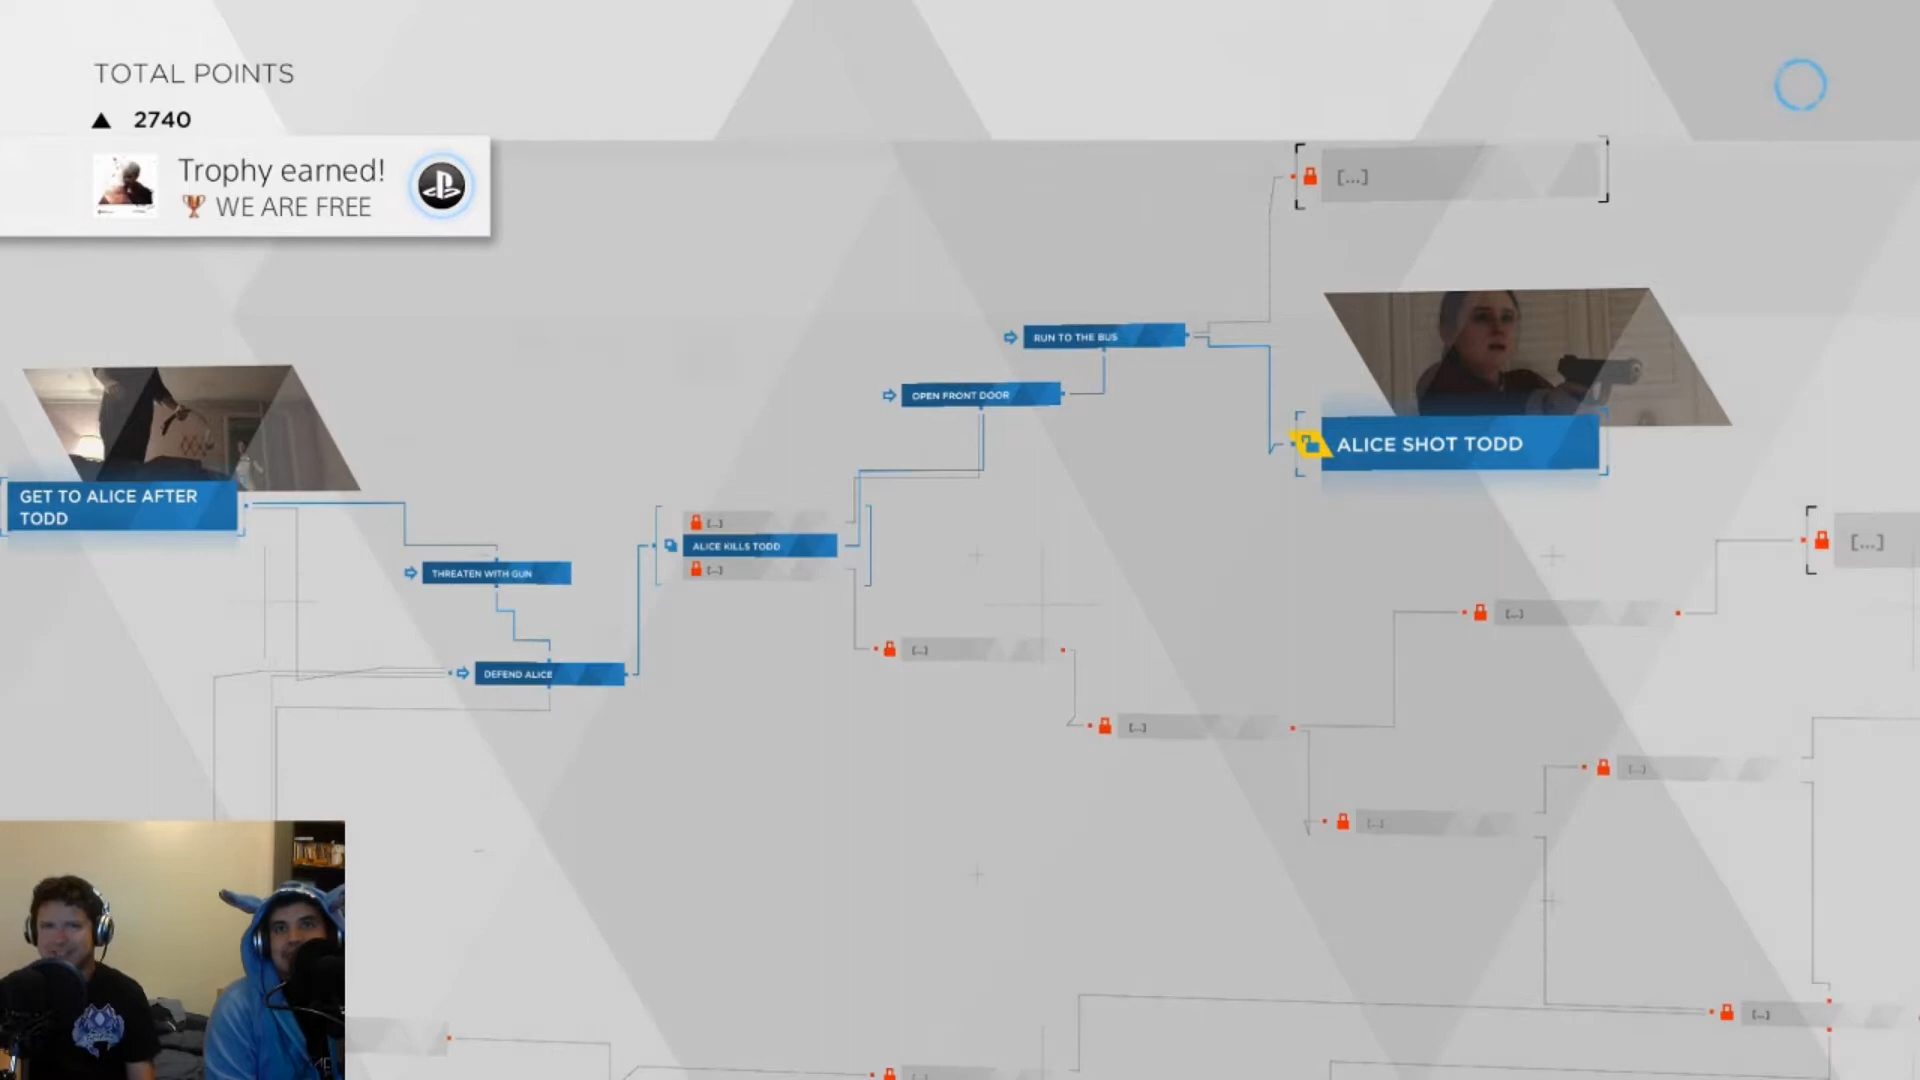 TOTAL POINTS
▲ 2740
Trophy earned!
WE ARE FREE
[...]
RUN TO THE BUS
OPEN FRONT DOOR
ALICE SHOT TODD
GET TO ALICE AFTER
TODD
[...]
ALICE KILLS TODD
[...]
[...]
THREATEN WITH GUN
[...]
DEFEND ALICE
[...]
[...]
[...]
[...]
[...]